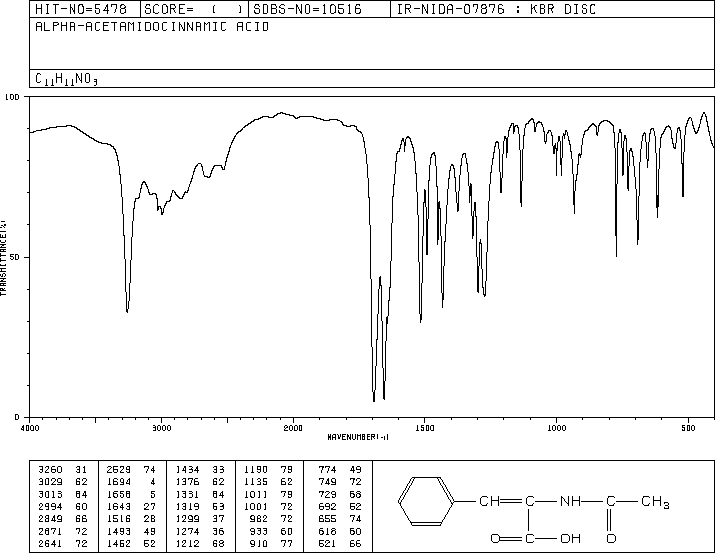 HIT-NO=5478 SCORE= ( ) SDBS-NO=10516 IR-NIDA-07876 : KBR DISC
ALPHA-ACETAMIDOCINNAMIC ACID
C11H11NO3
100
50
0
TRANSMITTANCE(%)
4000 3000 2000 1500 1000 500
WAVENUMBER(-1)
3260 31 2529 74 1434 33 1190 79 774 49
3029 62 1694 4 1376 62 1135 62 749 72
3013 64 1658 5 1331 64 1011 79 729 68
2994 60 1643 27 1319 53 1001 72 692 52
2849 66 1516 28 1299 37 982 72 655 74
2671 72 1493 49 1274 36 933 60 618 60
2641 72 1452 52 1212 68 910 77 521 66
CH C NH C CH3
C O
O OH